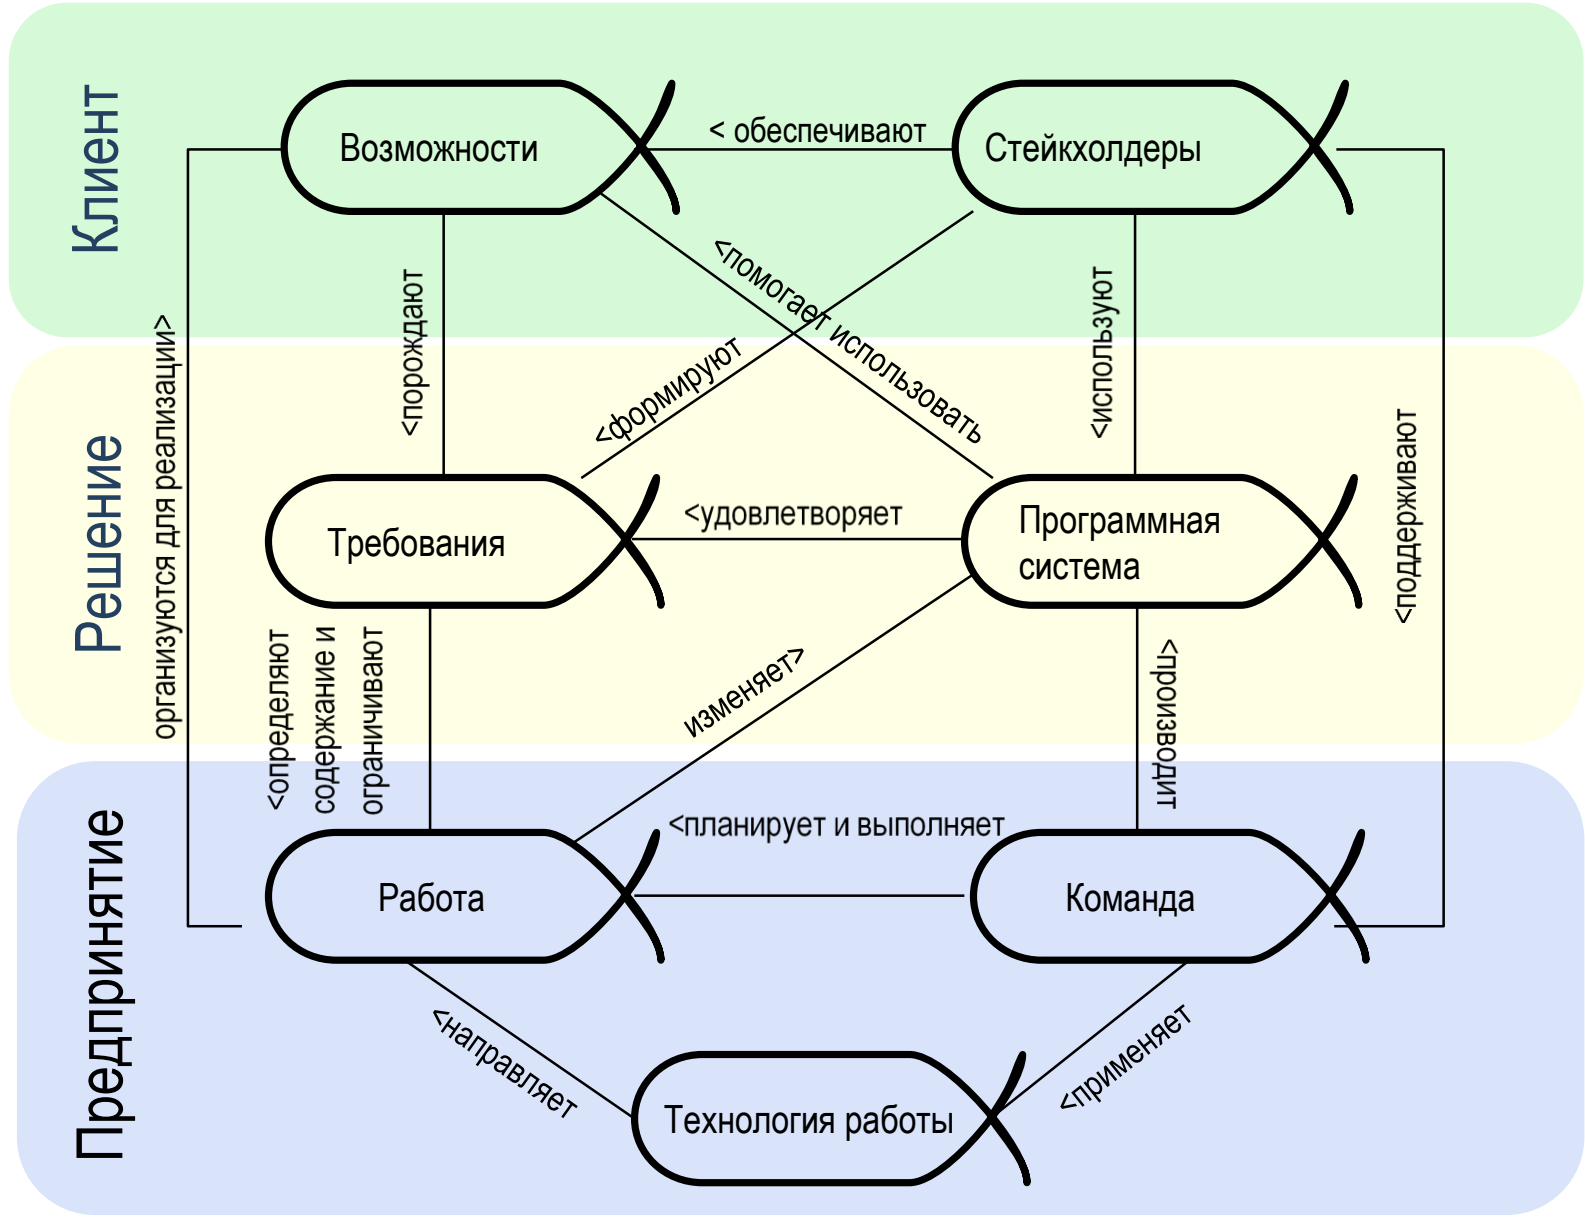 Клиент
Возможности
< обеспечивают
Стейкхолдеры
<порождают
<помогает использовать
<формируют
<используют
организуются для реализации>
<поддерживают
Решение
Требования
<удовлетворяет
Программная
система
<определяют
содержание и
ограничивают
изменяет>
<производит
Предпринятие
Работа
<планирует и выполняет
Команда
<направляет
Технология работы
<применяет